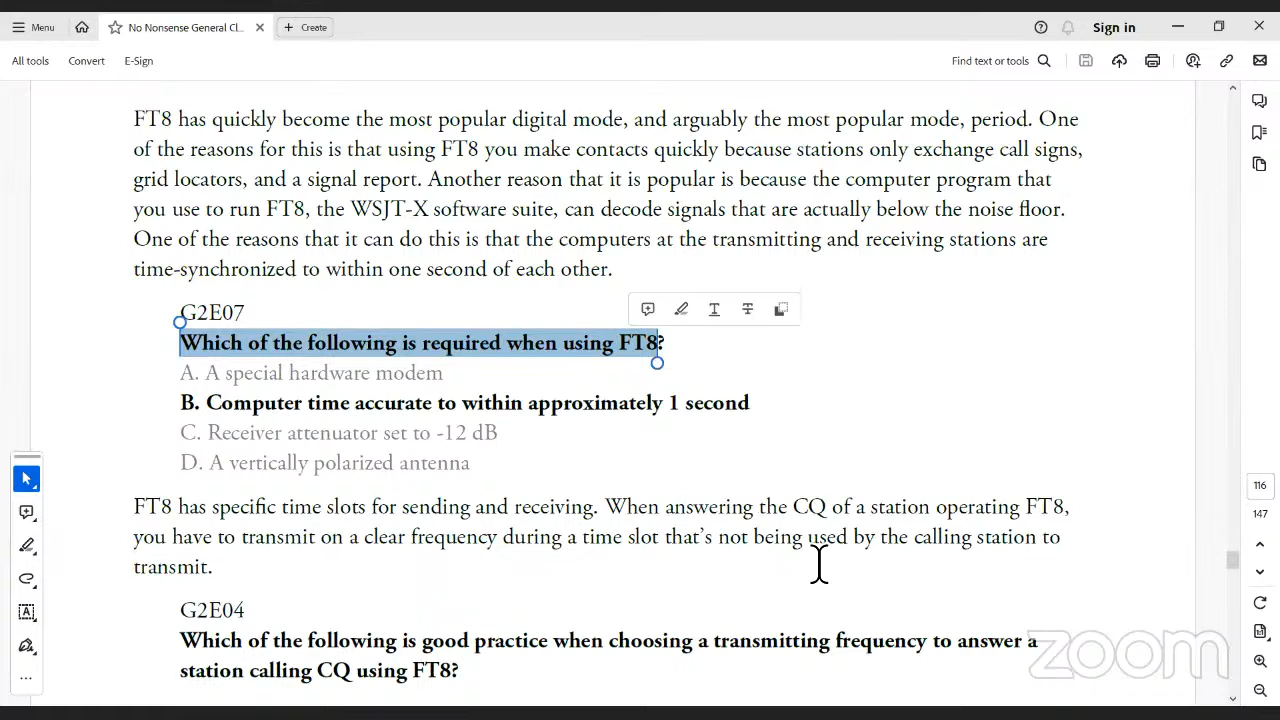 Menu
No Nonsense General Cl...
Create
Sign in
All tools
Convert
E-Sign
Find text or tools
FT8 has quickly become the most popular digital mode, and arguably the most popular mode, period. One
of the reasons for this is that using FT8 you make contacts quickly because stations only exchange call signs,
grid locators, and a signal report. Another reason that it is popular is because the computer program that
you use to run FT8, the WSJT-X software suite, can decode signals that are actually below the noise floor.
One of the reasons that it can do this is that the computers at the transmitting and receiving stations are
time-synchronized to within one second of each other.
G2E07
Which of the following is required when using FT8?
A. A special hardware modem
B. Computer time accurate to within approximately 1 second
C. Receiver attenuator set to -12 dB
D. A vertically polarized antenna
FT8 has specific time slots for sending and receiving. When answering the CQ of a station operating FT8,
you have to transmit on a clear frequency during a time slot that's not being used by the calling station to
transmit.
G2E04
Which of the following is good practice when choosing a transmitting frequency to answer a
station calling CQ using FT8?
116
147
zoom